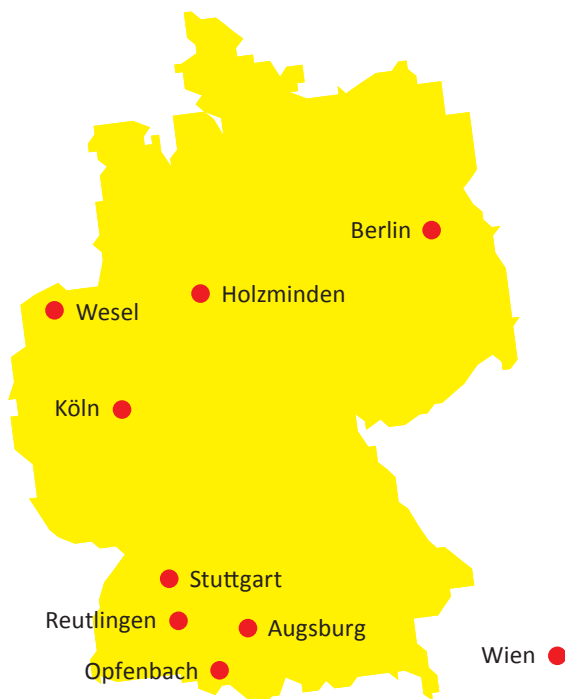 Berlin
Holzminden
Wesel
Köln
Stuttgart
Reutlingen
Augsburg
Wien
Opfenbach